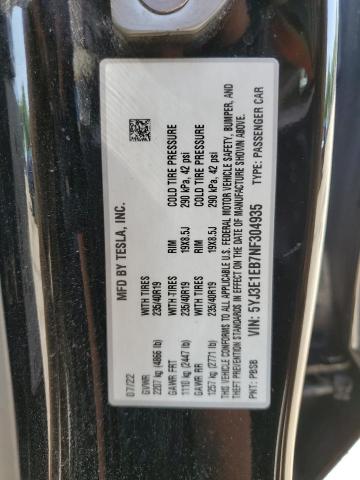 MFD BY TESLA, INC.
07/22
GVWR WITH TIRES RIM COLD TIRE PRESSURE
2207 kg (4866 lb) 235/40R19 19X8.5J 290 kPa, 42 psi
GAWR FRT WITH TIRES RIM COLD TIRE PRESSURE
1110 kg (2447 lb) 235/40R19 19X8.5J 290 kPa, 42 psi
GAWR RR
1257 kg (2771 lb)
THIS VEHICLE CONFORMS TO ALL APPLICABLE U.S. FEDERAL MOTOR VEHICLE SAFETY, BUMPER, AND
THEFT PREVENTION STANDARDS IN EFFECT ON THE DATE OF MANUFACTURE SHOWN ABOVE.
VIN: 5YJ3E1EB7NF304935 TYPE: PASSENGER CAR
PNT: PBSB